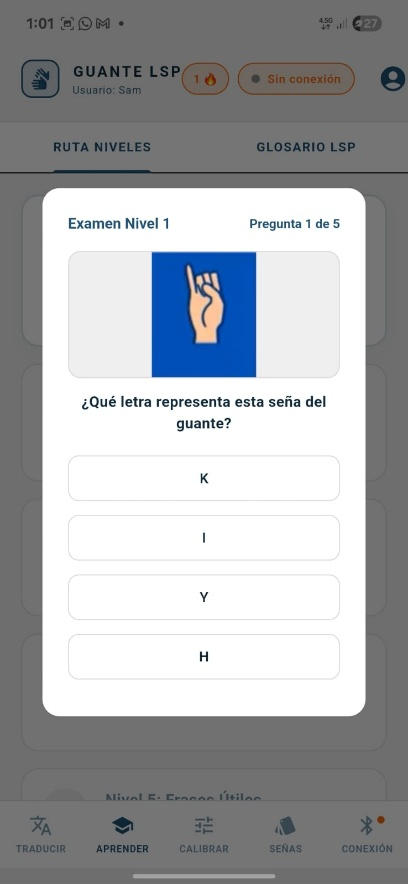 1:01
4.5G
27
GUANTE LSP
Usuario: Sam
1
Sin conexión
RUTA NIVELES
GLOSARIO LSP
Examen Nivel 1
Pregunta 1 de 5
¿Qué letra representa esta seña del
guante?
K
I
Y
H
Nivel 5: Frases Útiles
TRADUCIR
APRENDER
CALIBRAR
SEÑAS
CONEXIÓN